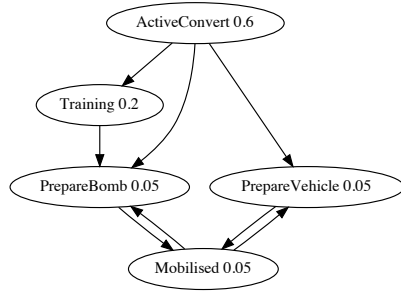 ActiveConvert 0.6
Training 0.2
PrepareBomb 0.05
PrepareVehicle 0.05
Mobilised 0.05